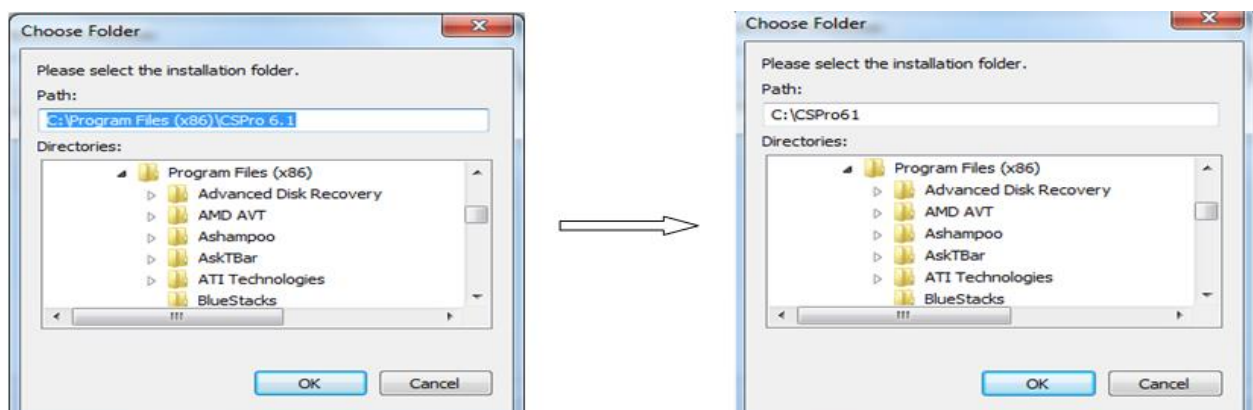 Choose Folder
Please select the installation folder.
Path:
C:\Program Files (x86)\CSPro 6.1
Directories:
Program Files (x86)
Advanced Disk Recovery
AMD AVT
Ashampoo
AskTBar
ATI Technologies
BlueStacks
OK
Cancel
Choose Folder
Please select the installation folder.
Path:
C:\CSPro61
Directories:
Program Files (x86)
Advanced Disk Recovery
AMD AVT
Ashampoo
AskTBar
ATI Technologies
BlueStacks
OK
Cancel